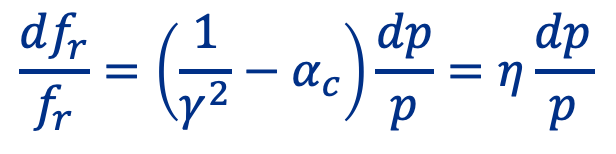 df_r/f_r = (1/γ² − α_c) dp/p = η dp/p